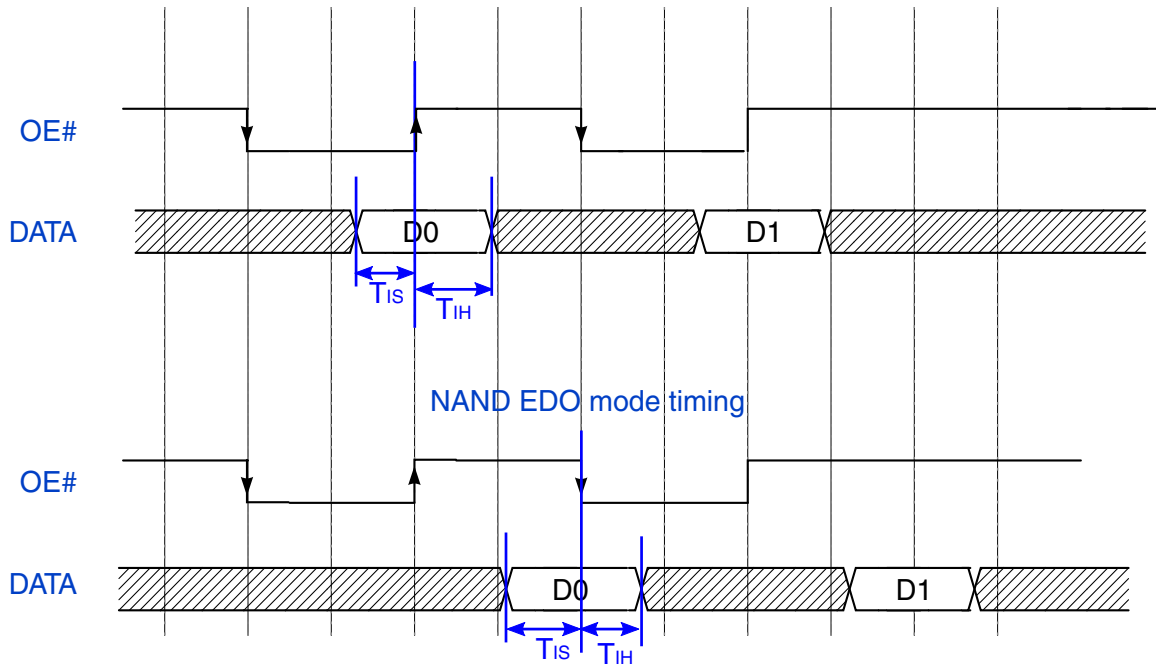 OE#
DATA D0 D1
TIS TIH
NAND EDO mode timing
OE#
DATA D0 D1
TIS TIH